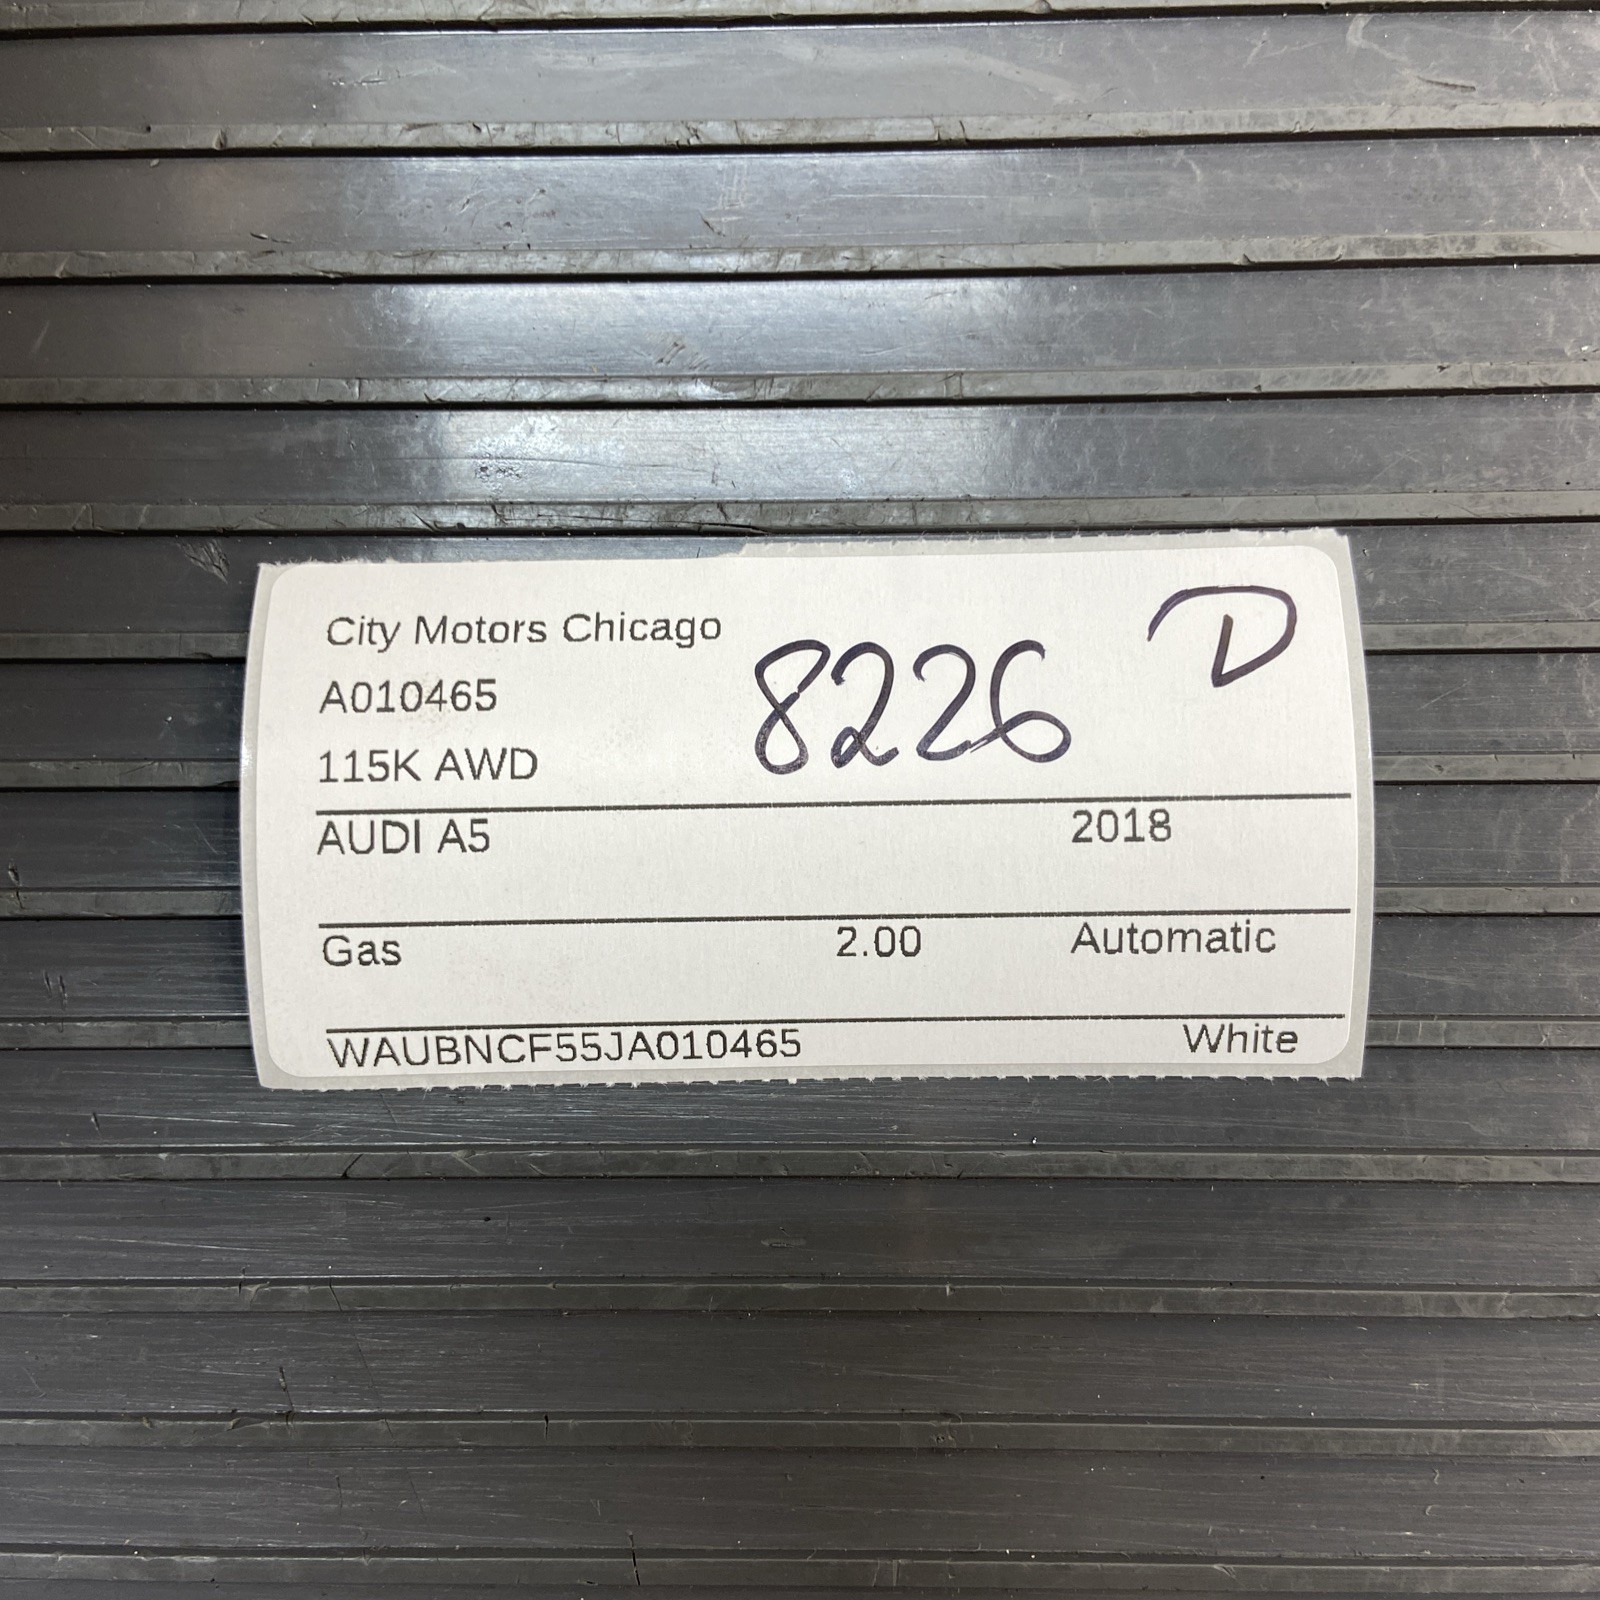 City Motors Chicago
D
A010465
8226
115K AWD
AUDI A5 2018
Gas 2.00 Automatic
WAUBNCF55JA010465 White